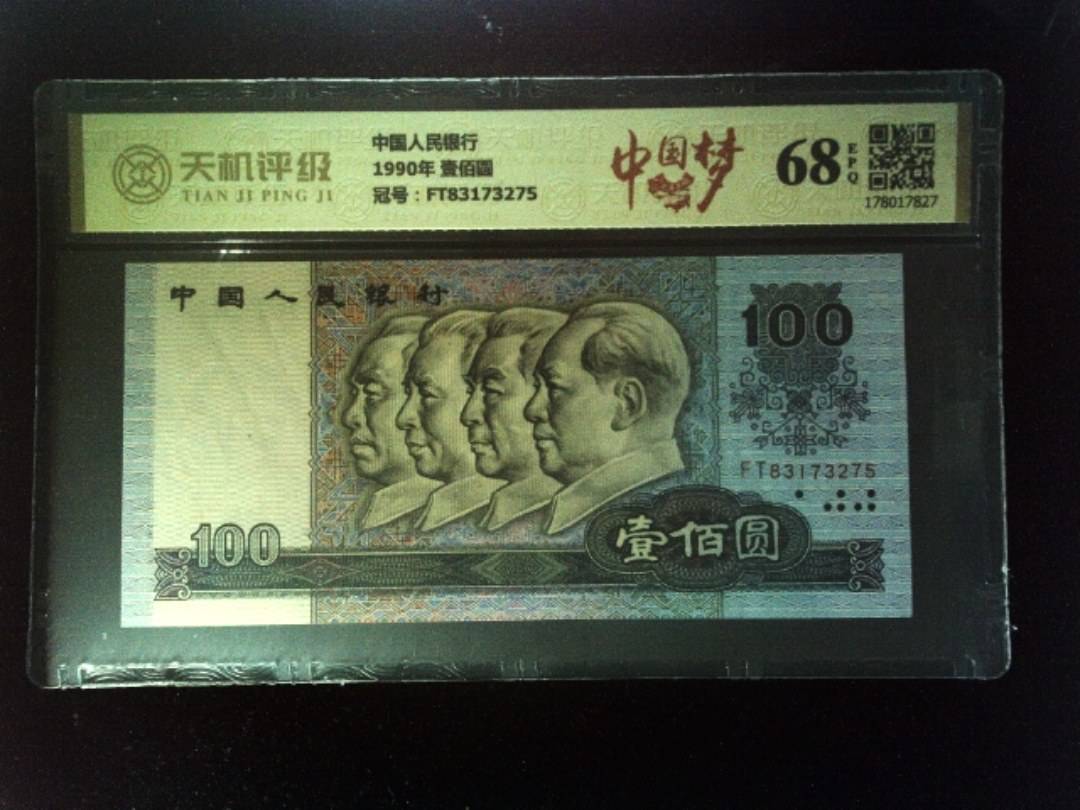 天机评级
TIAN JI PING JI
中国人民银行
1990年 壹佰圆
冠号：FT83173275
中国梦
68
EPQ
178017827
中国人民银行
100
FT83173275
100
壹佰圆